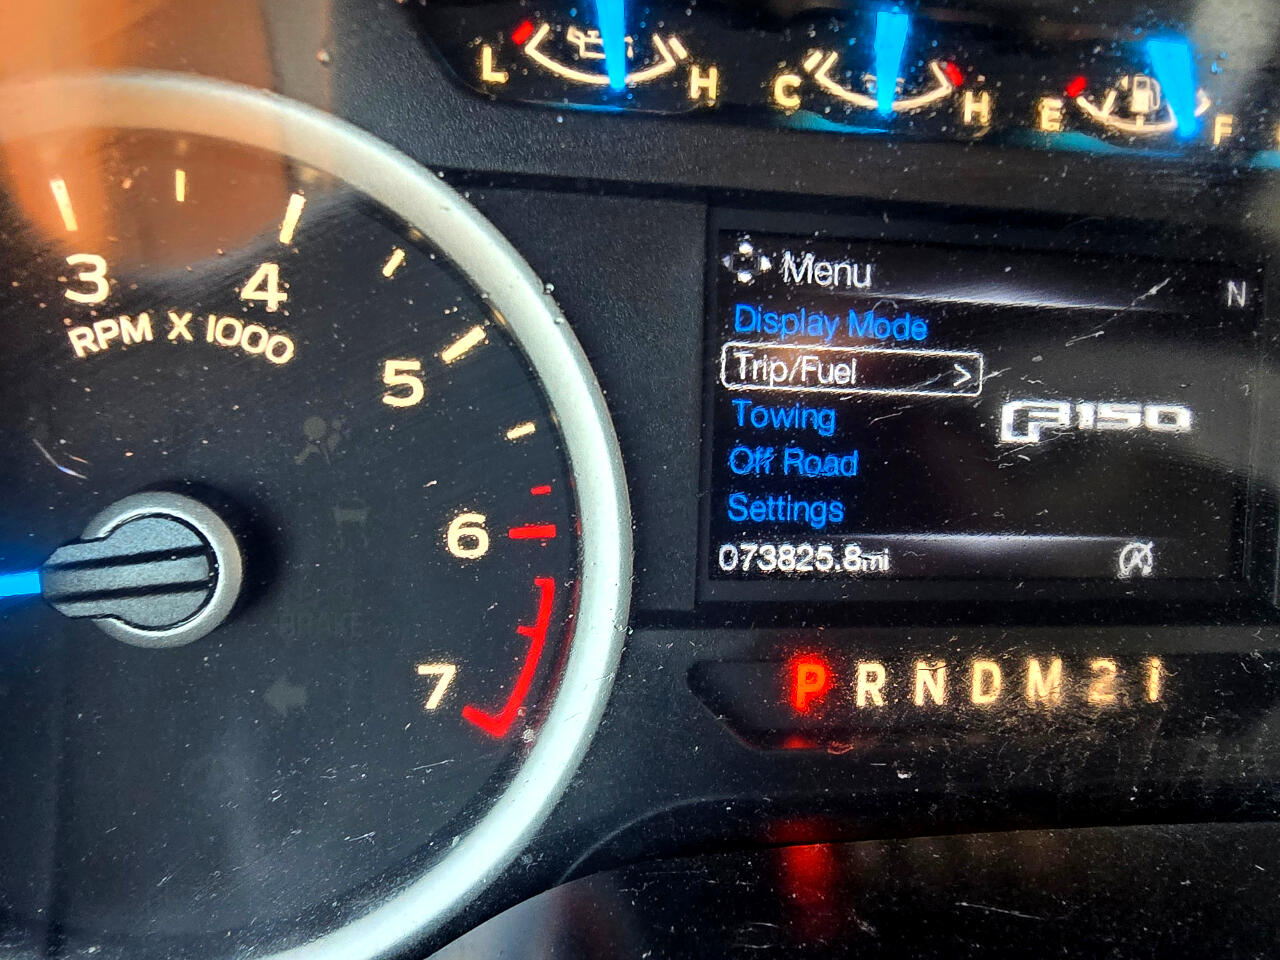 L H C H E F
3 4 5 6 7
RPM X 1000
Menu
N
Display Mode
Trip/Fuel >
Towing
F150
Off Road
Settings
073825.8mi
P R N D M 2 1
BRAKE